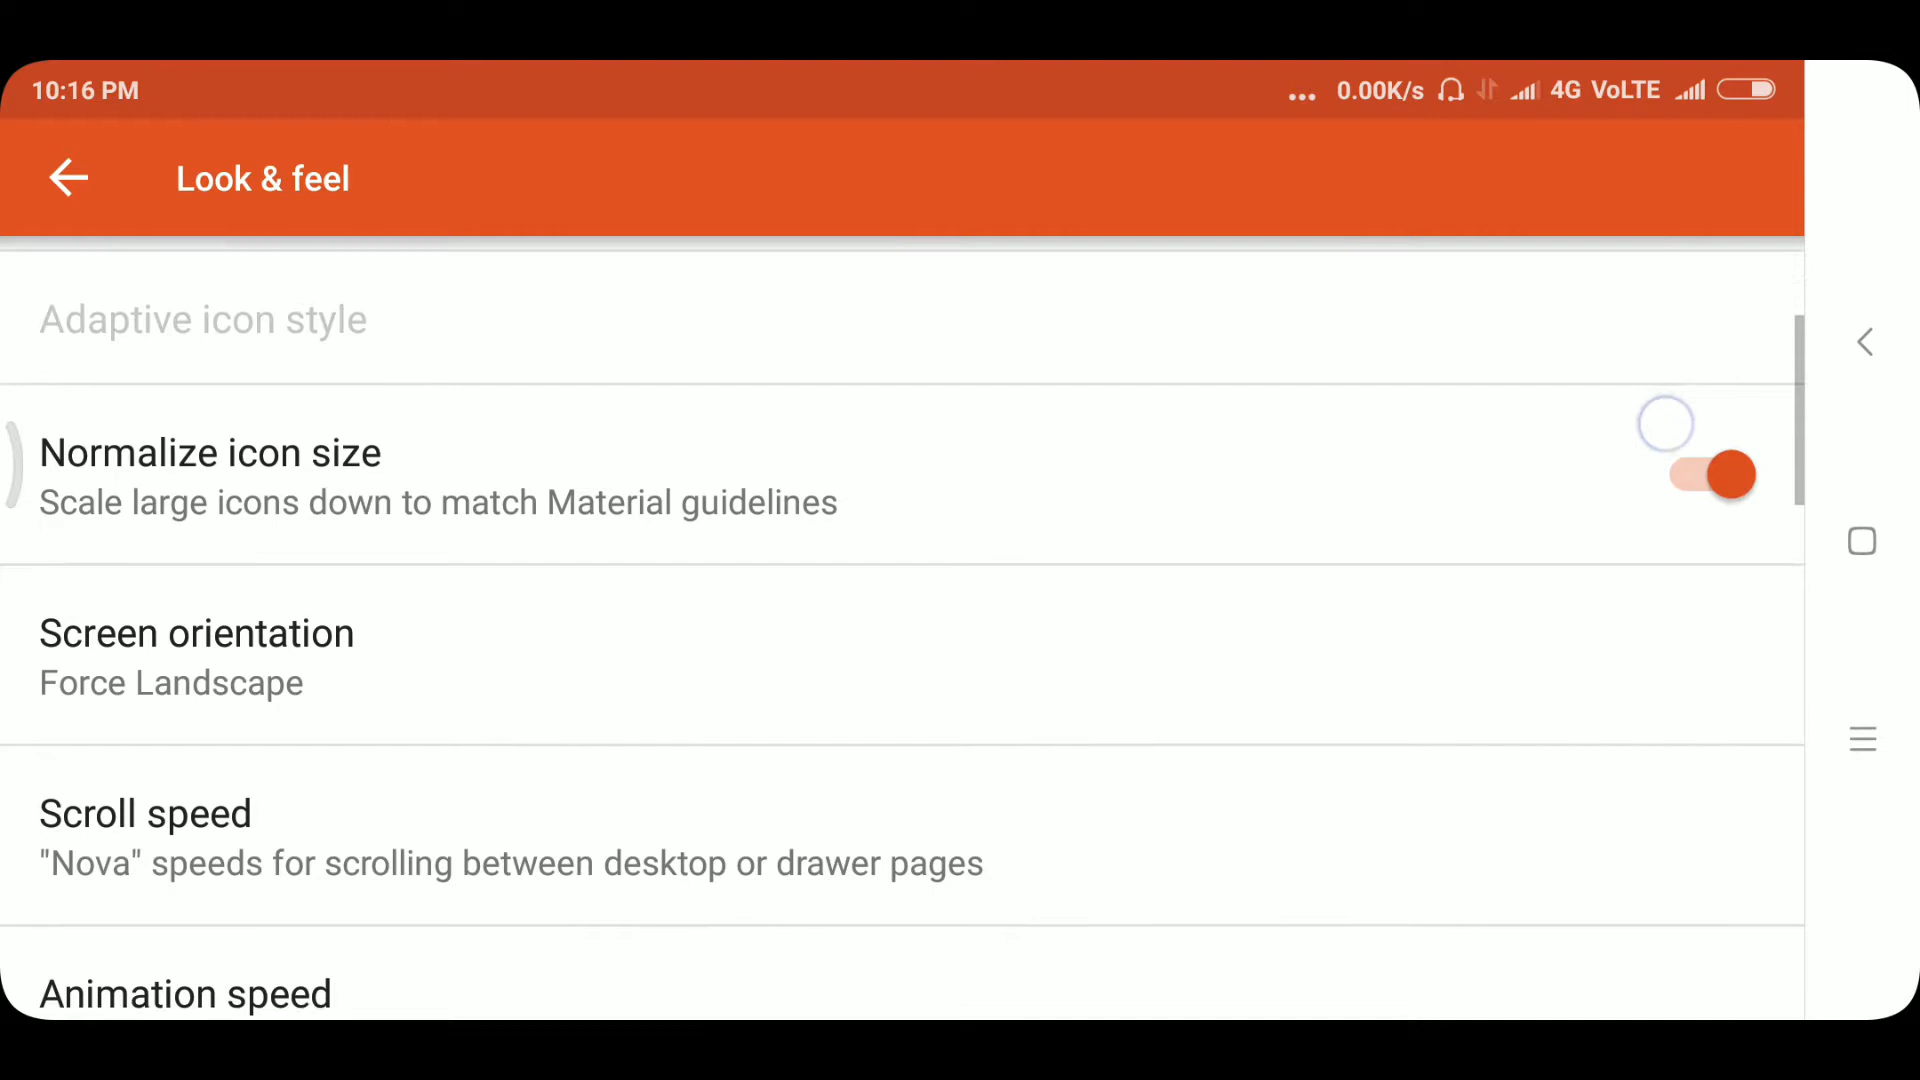 10:16 PM
... 0.00K/s 4G VoLTE
Look & feel
Adaptive icon style
Normalize icon size
Scale large icons down to match Material guidelines
Screen orientation
Force Landscape
Scroll speed
"Nova" speeds for scrolling between desktop or drawer pages
Animation speed